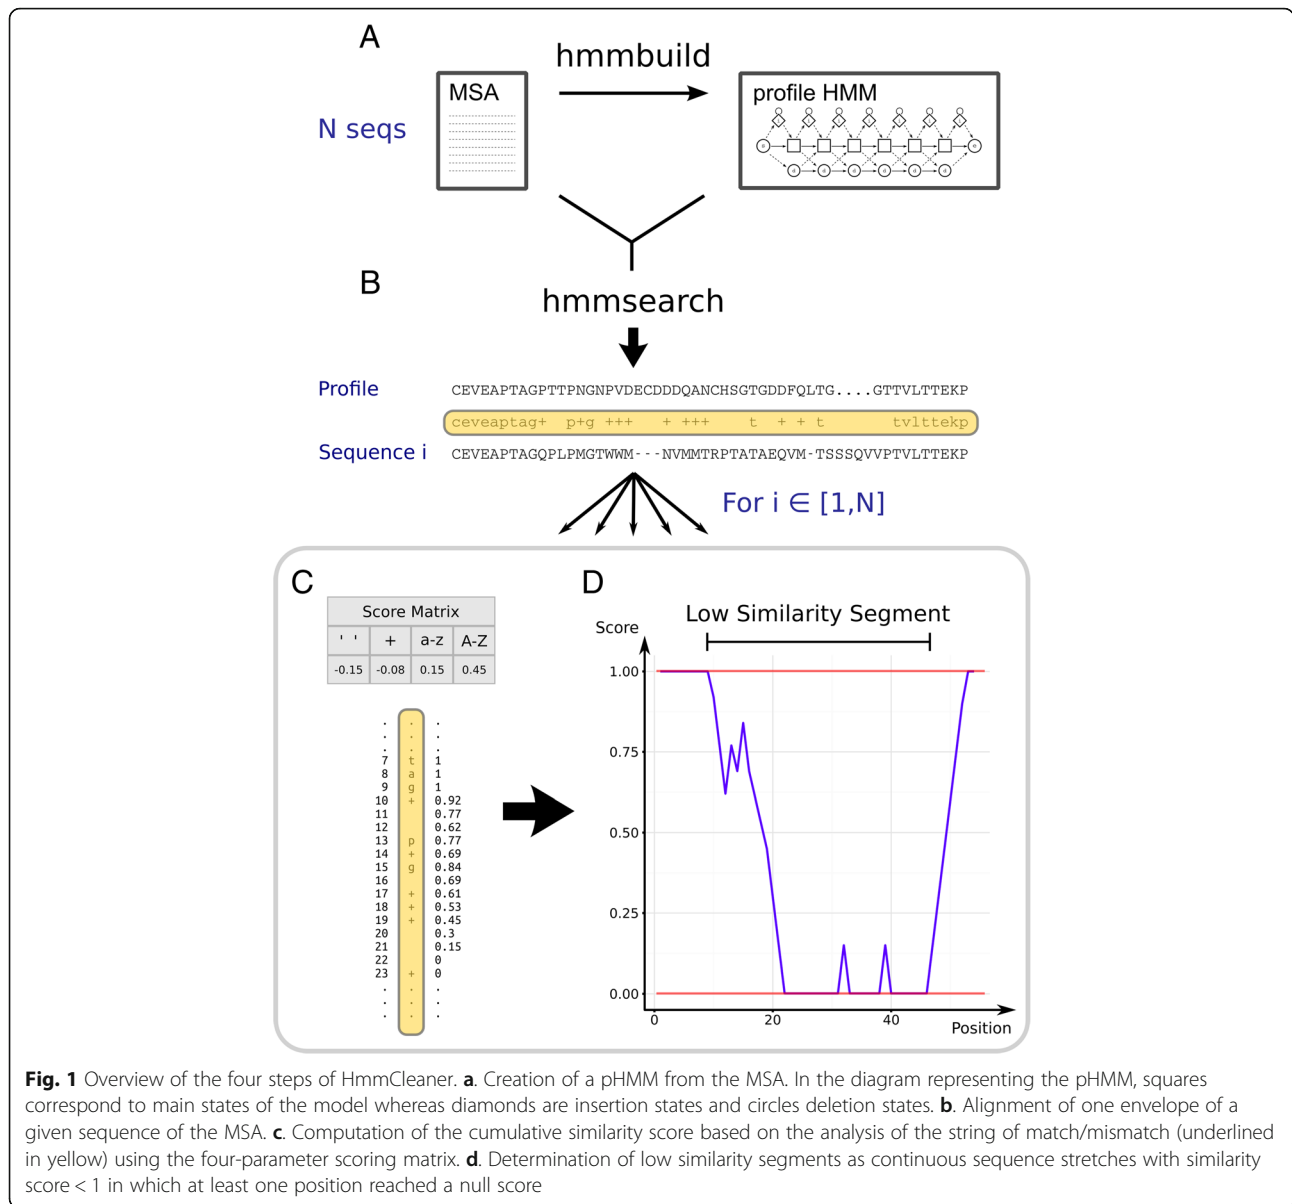 A
hmmbuild
N seqs
MSA
profile HMM
B
hmmsearch
Profile
CEVEAPTAGPTTPNGNPVDECDDDQANCHSGTGDDFQLTG....GTTVLTTEKP
ceveaptag+  p+g +++   + +++    t  + + t       tvlttekp
Sequence i
CEVEAPTAGQPLPMGTWWM---NVMMTRPTATAEQVM-TSSSQVVPTVLTTEKP
For i ∈ [1,N]
C
Score Matrix
' ' + a-z A-Z
-0.15 -0.08 0.15 0.45
. . .
. . .
. . .
7 t 1
8 a 1
9 g 1
10 + 0.92
11 0.77
12 0.62
13 p 0.77
14 + 0.69
15 g 0.84
16 0.69
17 + 0.61
18 + 0.53
19 + 0.45
20 0.3
21 0.15
22 0
23 + 0
. . .
. . .
. . .
D
Low Similarity Segment
Score
1.00
0.75
0.50
0.25
0.00
0 20 40
Position
Fig. 1 Overview of the four steps of HmmCleaner. a. Creation of a pHMM from the MSA. In the diagram representing the pHMM, squares
correspond to main states of the model whereas diamonds are insertion states and circles deletion states. b. Alignment of one envelope of a
given sequence of the MSA. c. Computation of the cumulative similarity score based on the analysis of the string of match/mismatch (underlined
in yellow) using the four-parameter scoring matrix. d. Determination of low similarity segments as continuous sequence stretches with similarity
score < 1 in which at least one position reached a null score